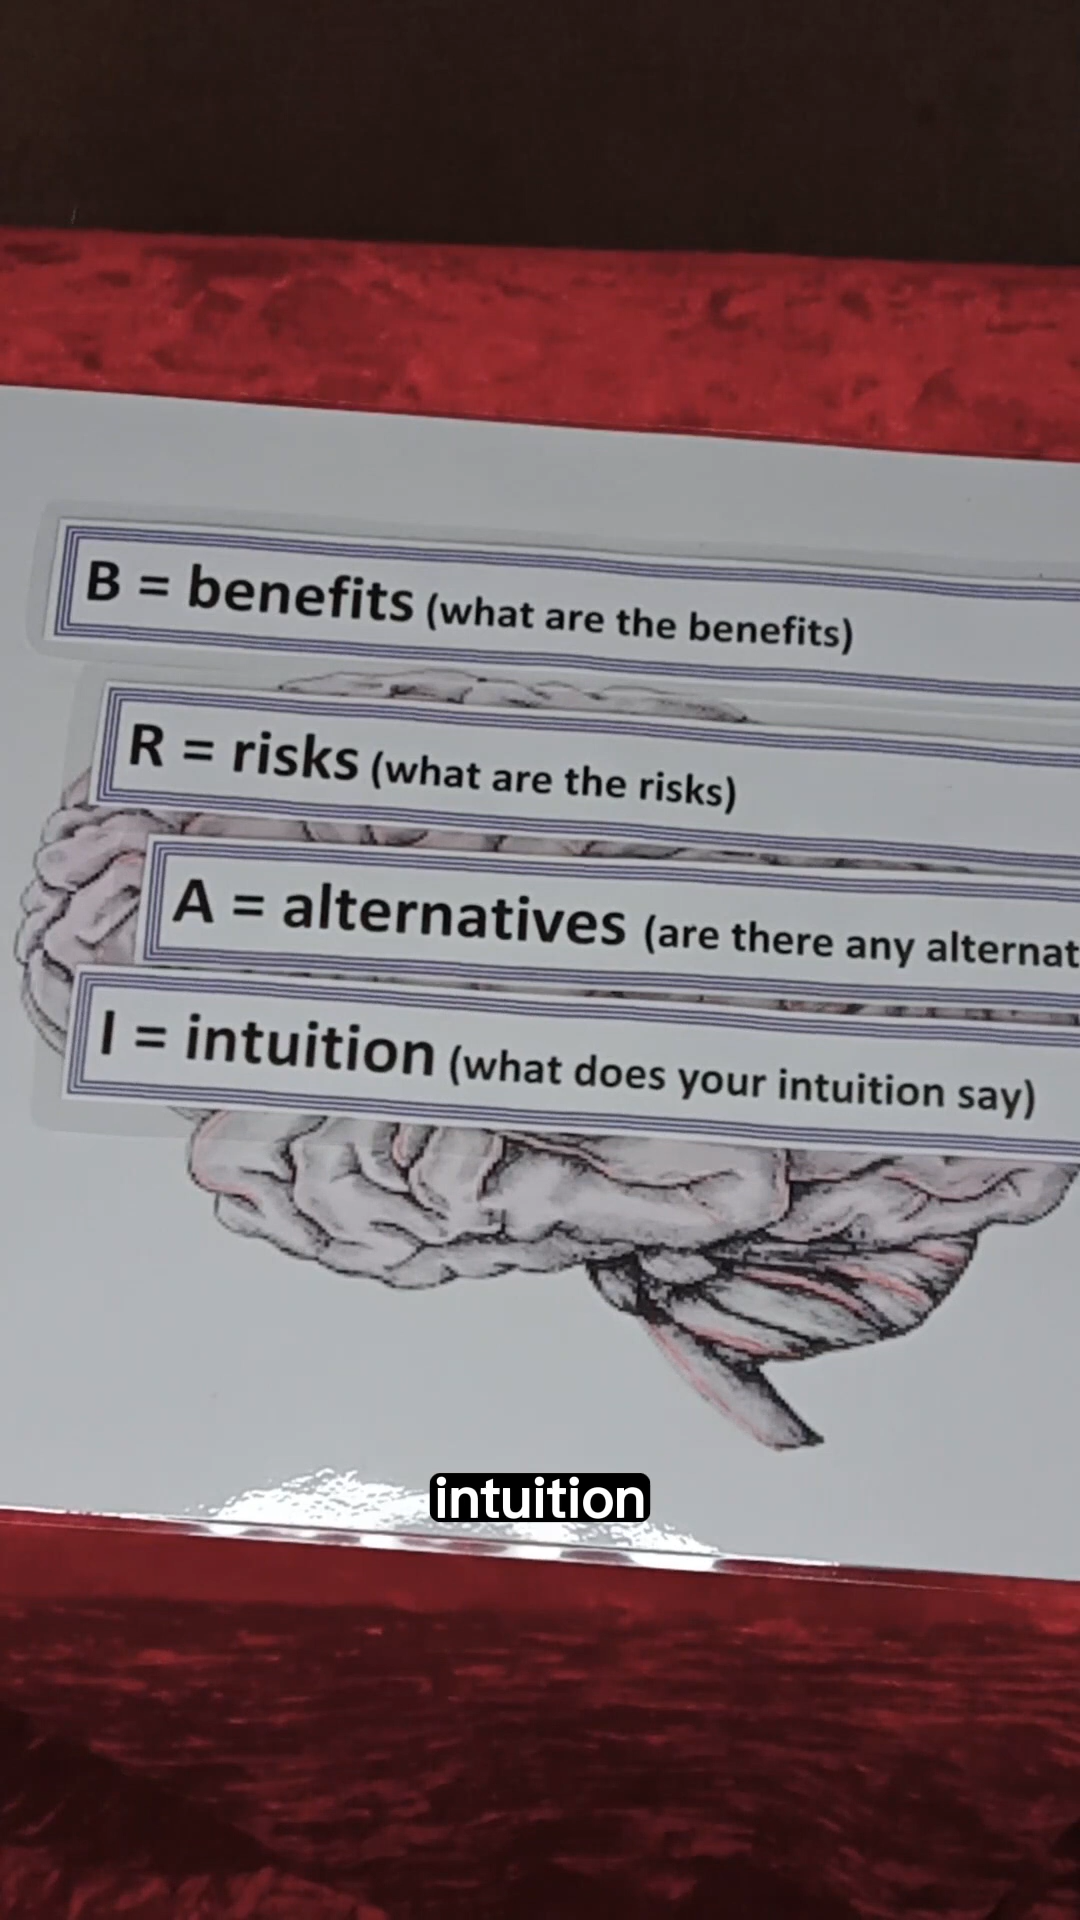 B = benefits (what are the benefits)
R = risks (what are the risks)
A = alternatives (are there any alternat
I = intuition (what does your intuition say)
intuition